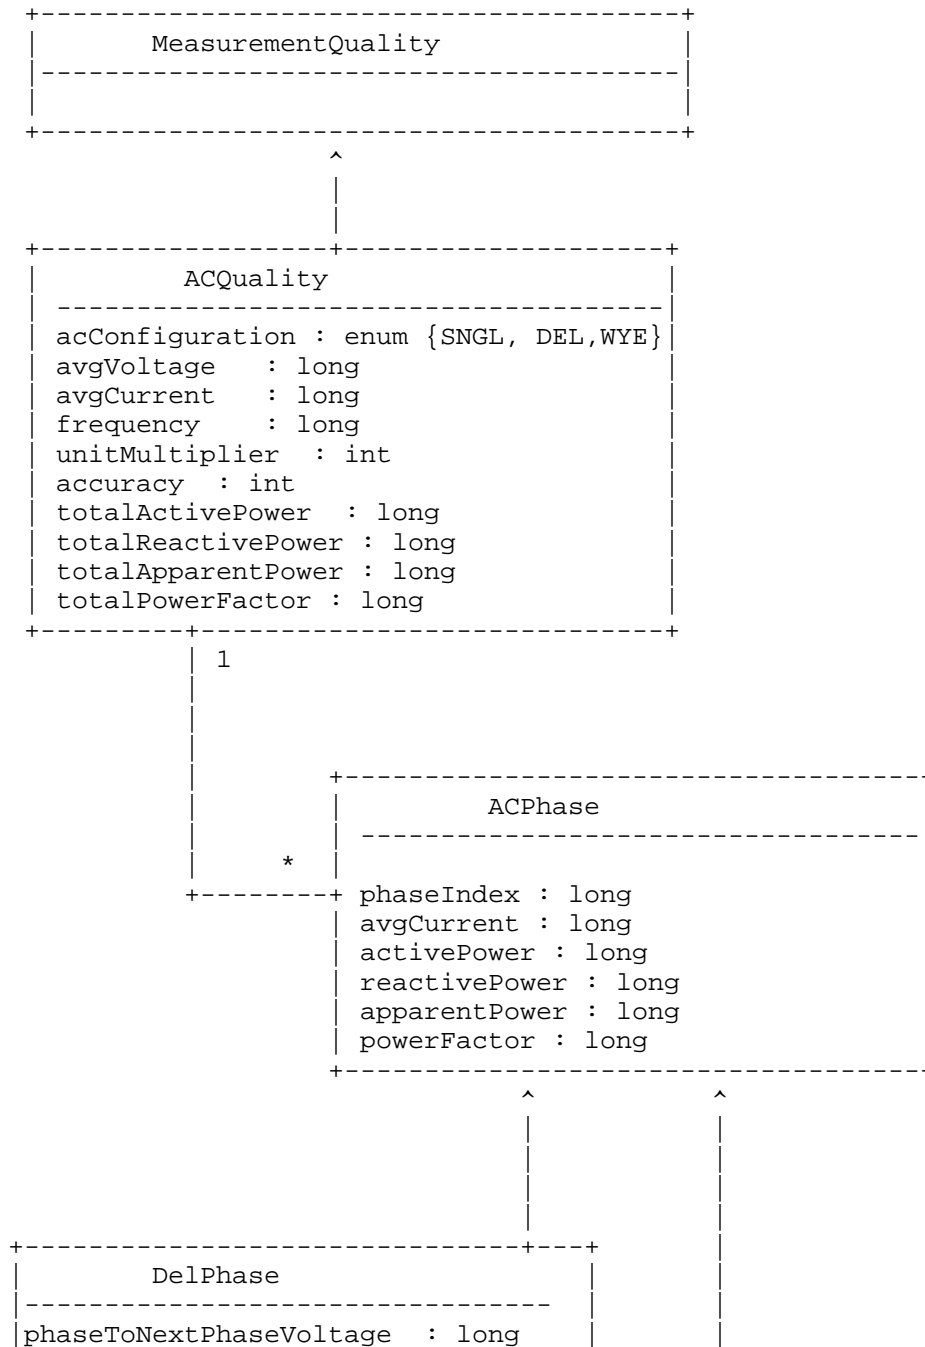 MeasurementQuality
ACQuality
acConfiguration : enum {SNGL, DEL,WYE}
avgVoltage : long
avgCurrent : long
frequency : long
unitMultiplier : int
accuracy : int
totalActivePower : long
totalReactivePower : long
totalApparentPower : long
totalPowerFactor : long
1
ACPhase
*
phaseIndex : long
avgCurrent : long
activePower : long
reactivePower : long
apparentPower : long
powerFactor : long
DelPhase
phaseToNextPhaseVoltage : long